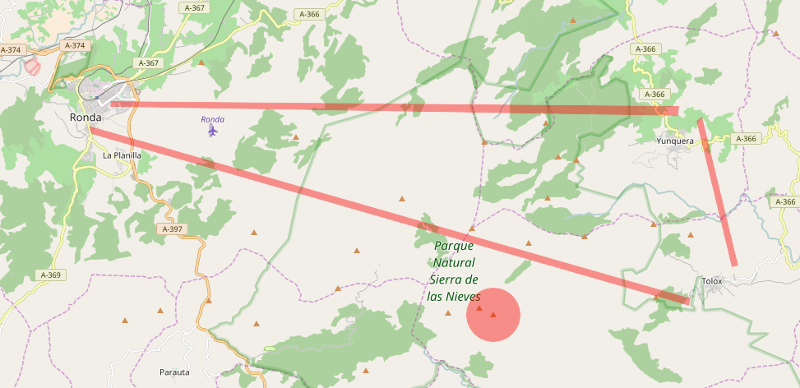 A-367
A-366
A-374
A-374
A-367
A-366
A-366
Ronda
Ronda
A-366
Yunquera
La Planilla
A-366
A-397
Parque
Natural
Sierra de
las Nieves
A-369
Tolox
Parauta